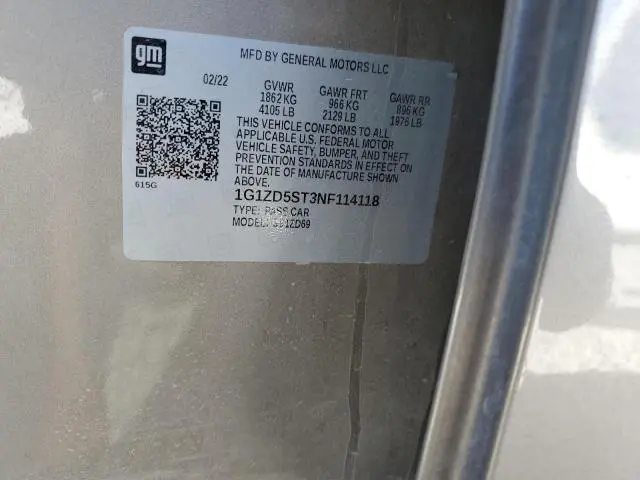 gm
MFD BY GENERAL MOTORS LLC
02/22 GVWR GAWR FRT GAWR RR
1862 KG 966 KG 896 KG
4105 LB 2129 LB 1976 LB
THIS VEHICLE CONFORMS TO ALL
APPLICABLE U.S. FEDERAL MOTOR
VEHICLE SAFETY, BUMPER, AND THEFT
PREVENTION STANDARDS IN EFFECT ON
THE DATE OF MANUFACTURE SHOWN
ABOVE.
615G
1G1ZD5ST3NF114118
TYPE: PASS CAR
MODEL: G01ZD69